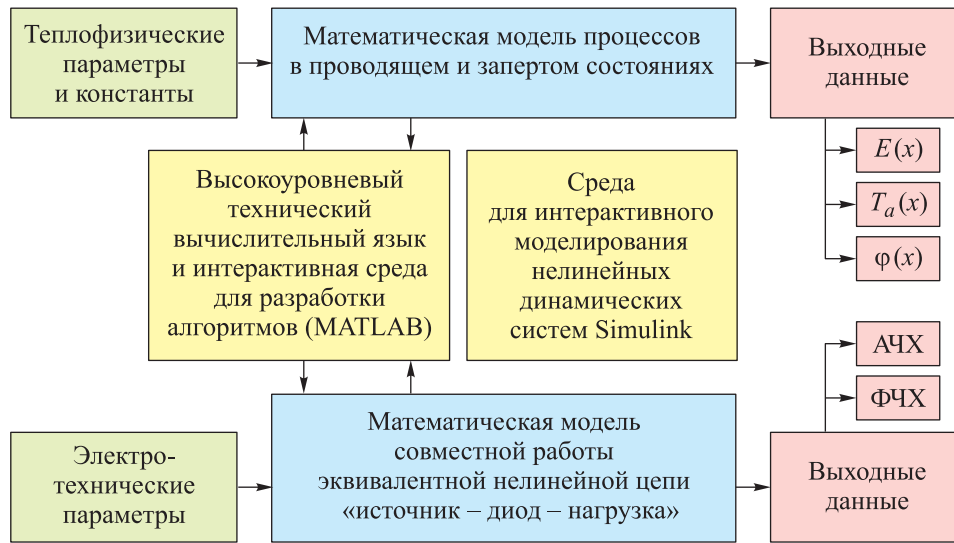 Теплофизические
параметры
и константы
Математическая модель процессов
в проводящем и запертом состояниях
Выходные
данные
E(x)
Tₐ(x)
φ(x)
Высокоуровневый
технический
вычислительный язык
и интерактивная среда
для разработки
алгоритмов (MATLAB)
Среда
для интерактивного
моделирования
нелинейных
динамических
систем Simulink
АЧХ
ФЧХ
Электро-
технические
параметры
Математическая модель
совместной работы
эквивалентной нелинейной цепи
«источник – диод – нагрузка»
Выходные
данные